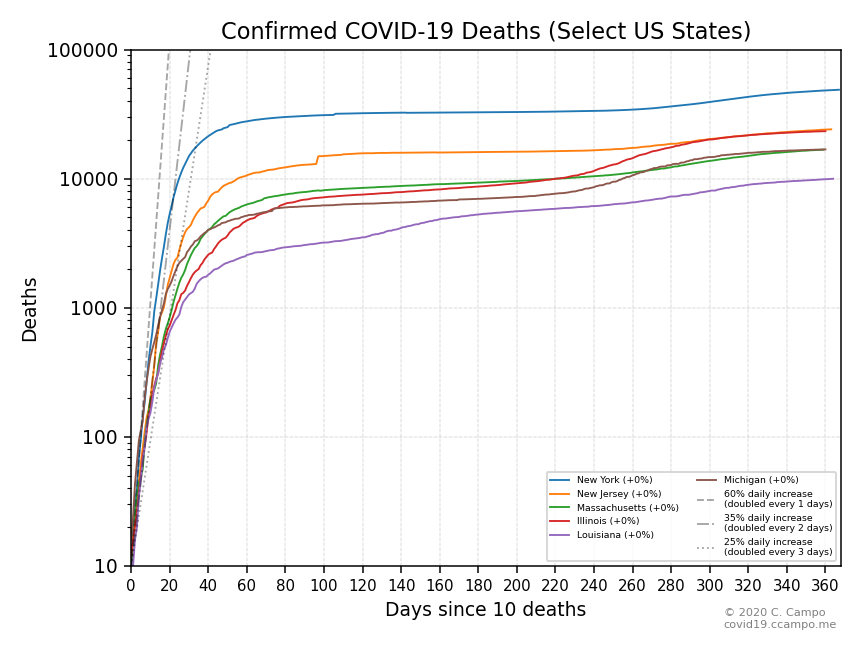 Confirmed COVID-19 Deaths (Select US States)
100000
10000
1000
100
10
Deaths
0 20 40 60 80 100 120 140 160 180 200 220 240 260 280 300 320 340 360
Days since 10 deaths
New York (+0%)
New Jersey (+0%)
Massachusetts (+0%)
Illinois (+0%)
Louisiana (+0%)
Michigan (+0%)
60% daily increase
(doubled every 1 days)
35% daily increase
(doubled every 2 days)
25% daily increase
(doubled every 3 days)
© 2020 C. Campo
covid19.ccampo.me